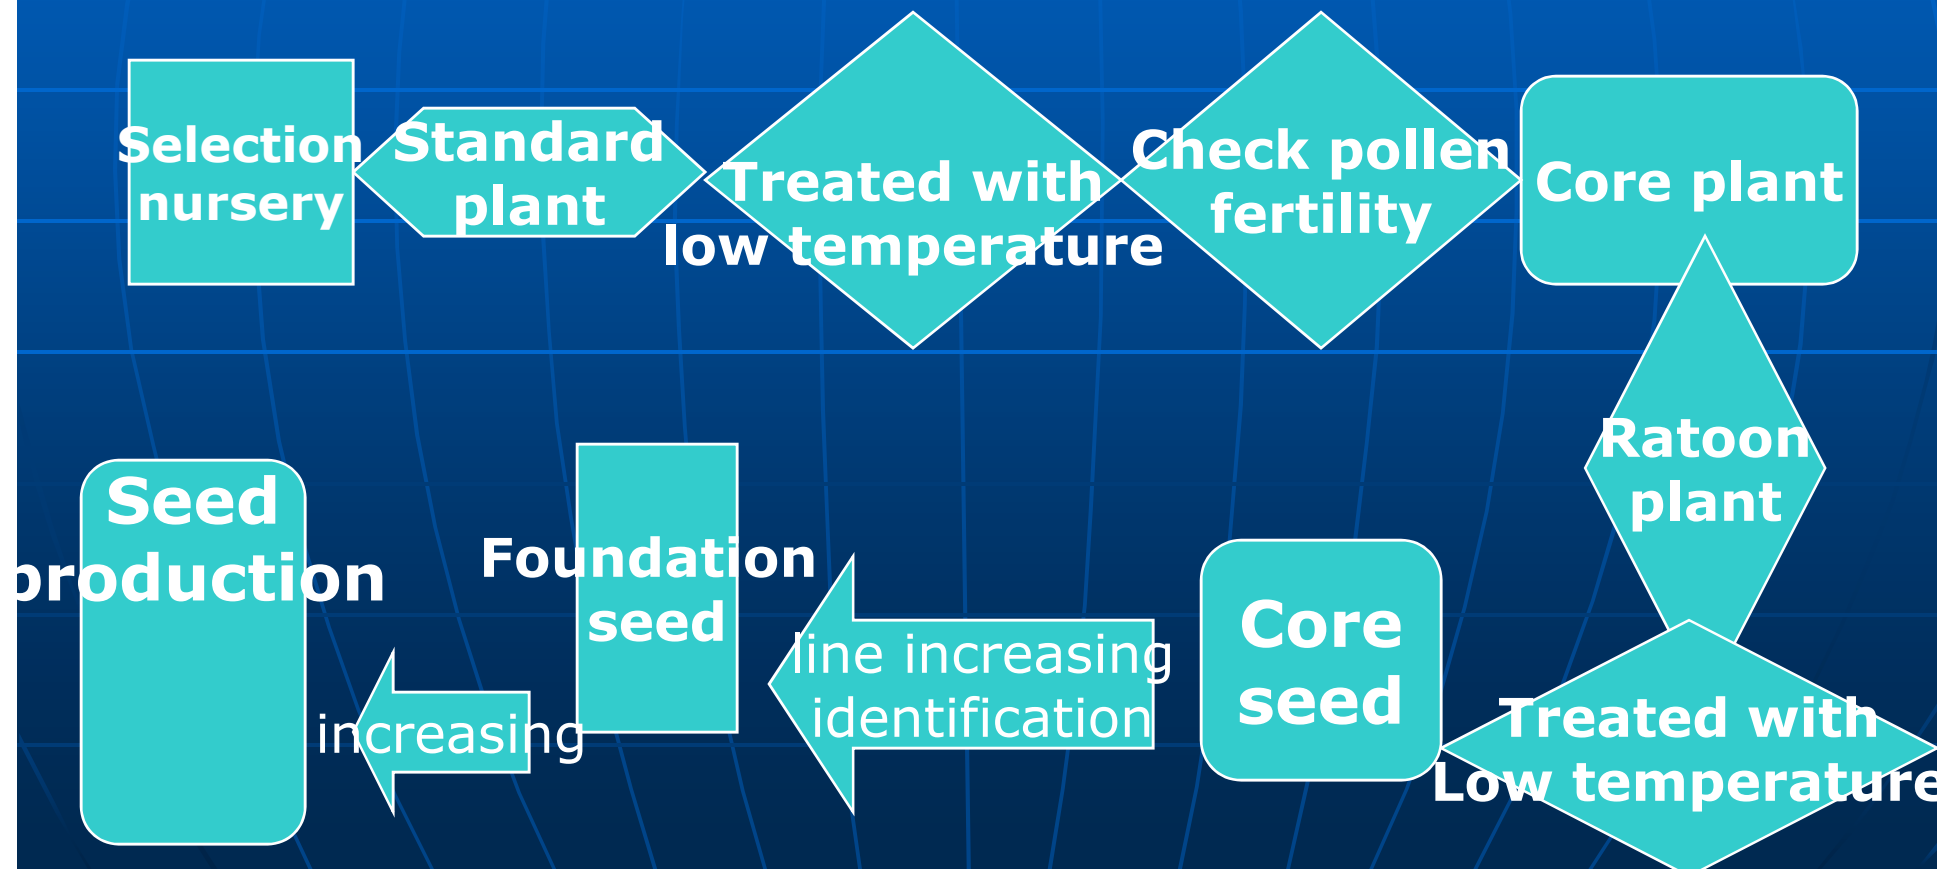 Selection
nursery
Standard
plant
Treated with
low temperature
Check pollen
fertility
Core plant
Ratoon
plant
Treated with
Low temperature
Core
seed
line increasing
identification
Foundation
seed
increasing
Seed
production